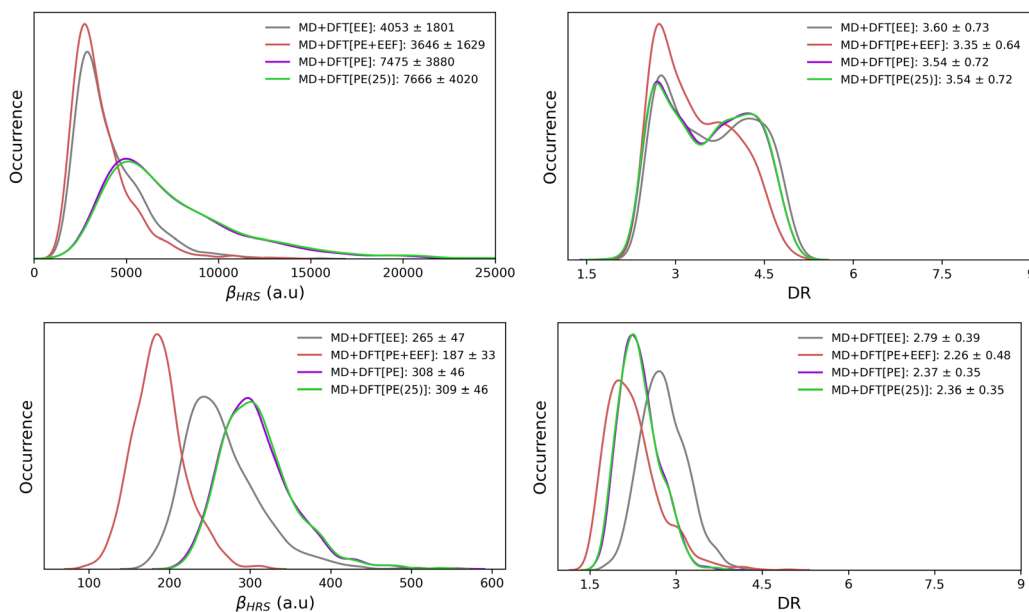 MD+DFT[EE]: 4053 ± 1801
MD+DFT[PE+EEF]: 3646 ± 1629
MD+DFT[PE]: 7475 ± 3880
MD+DFT[PE(25)]: 7666 ± 4020
Occurrence
0 5000 10000 15000 20000 25000
βHRS (a.u)
MD+DFT[EE]: 3.60 ± 0.73
MD+DFT[PE+EEF]: 3.35 ± 0.64
MD+DFT[PE]: 3.54 ± 0.72
MD+DFT[PE(25)]: 3.54 ± 0.72
Occurrence
1.5 3 4.5 6 7.5 9
DR
MD+DFT[EE]: 265 ± 47
MD+DFT[PE+EEF]: 187 ± 33
MD+DFT[PE]: 308 ± 46
MD+DFT[PE(25)]: 309 ± 46
Occurrence
100 200 300 400 500 600
βHRS (a.u)
MD+DFT[EE]: 2.79 ± 0.39
MD+DFT[PE+EEF]: 2.26 ± 0.48
MD+DFT[PE]: 2.37 ± 0.35
MD+DFT[PE(25)]: 2.36 ± 0.35
Occurrence
1.5 3 4.5 6 7.5 9
DR